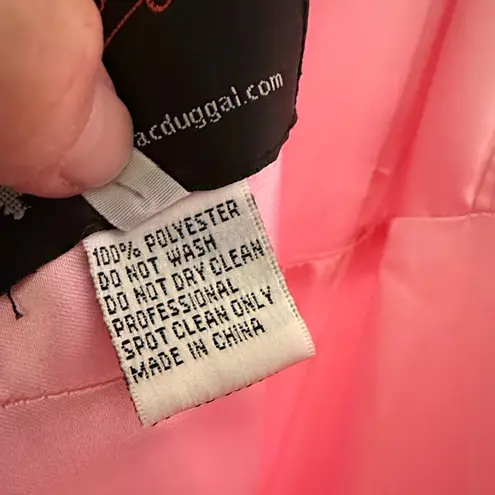 acduggal.com
100% POLYESTER
DO NOT WASH
DO NOT DRY CLEAN
PROFESSIONAL
SPOT CLEAN ONLY
MADE IN CHINA